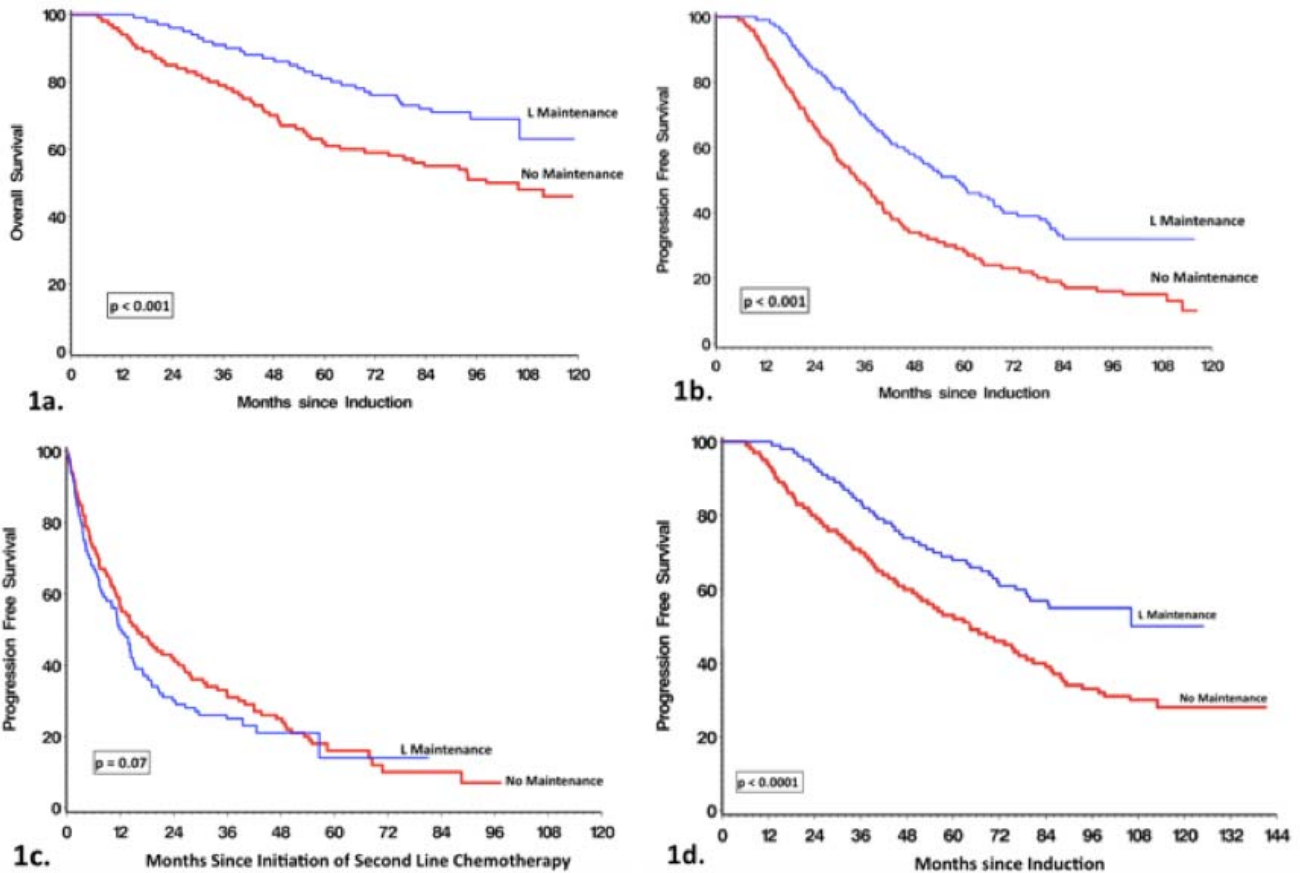 100
80
60
40
20
0
Overall Survival
L Maintenance
No Maintenance
p < 0.001
0 12 24 36 48 60 72 84 96 108 120
Months since Induction
1a.
100
80
60
40
20
0
Progression Free Survival
L Maintenance
No Maintenance
p < 0.001
0 12 24 36 48 60 72 84 96 108 120
Months since Induction
1b.
100
80
60
40
20
0
Progression Free Survival
L Maintenance
No Maintenance
p = 0.07
0 12 24 36 48 60 72 84 96 108 120
Months Since Initiation of Second Line Chemotherapy
1c.
100
80
60
40
20
0
Progression Free Survival
L Maintenance
No Maintenance
p < 0.0001
0 12 24 36 48 60 72 84 96 108 120 132 144
Months since Induction
1d.